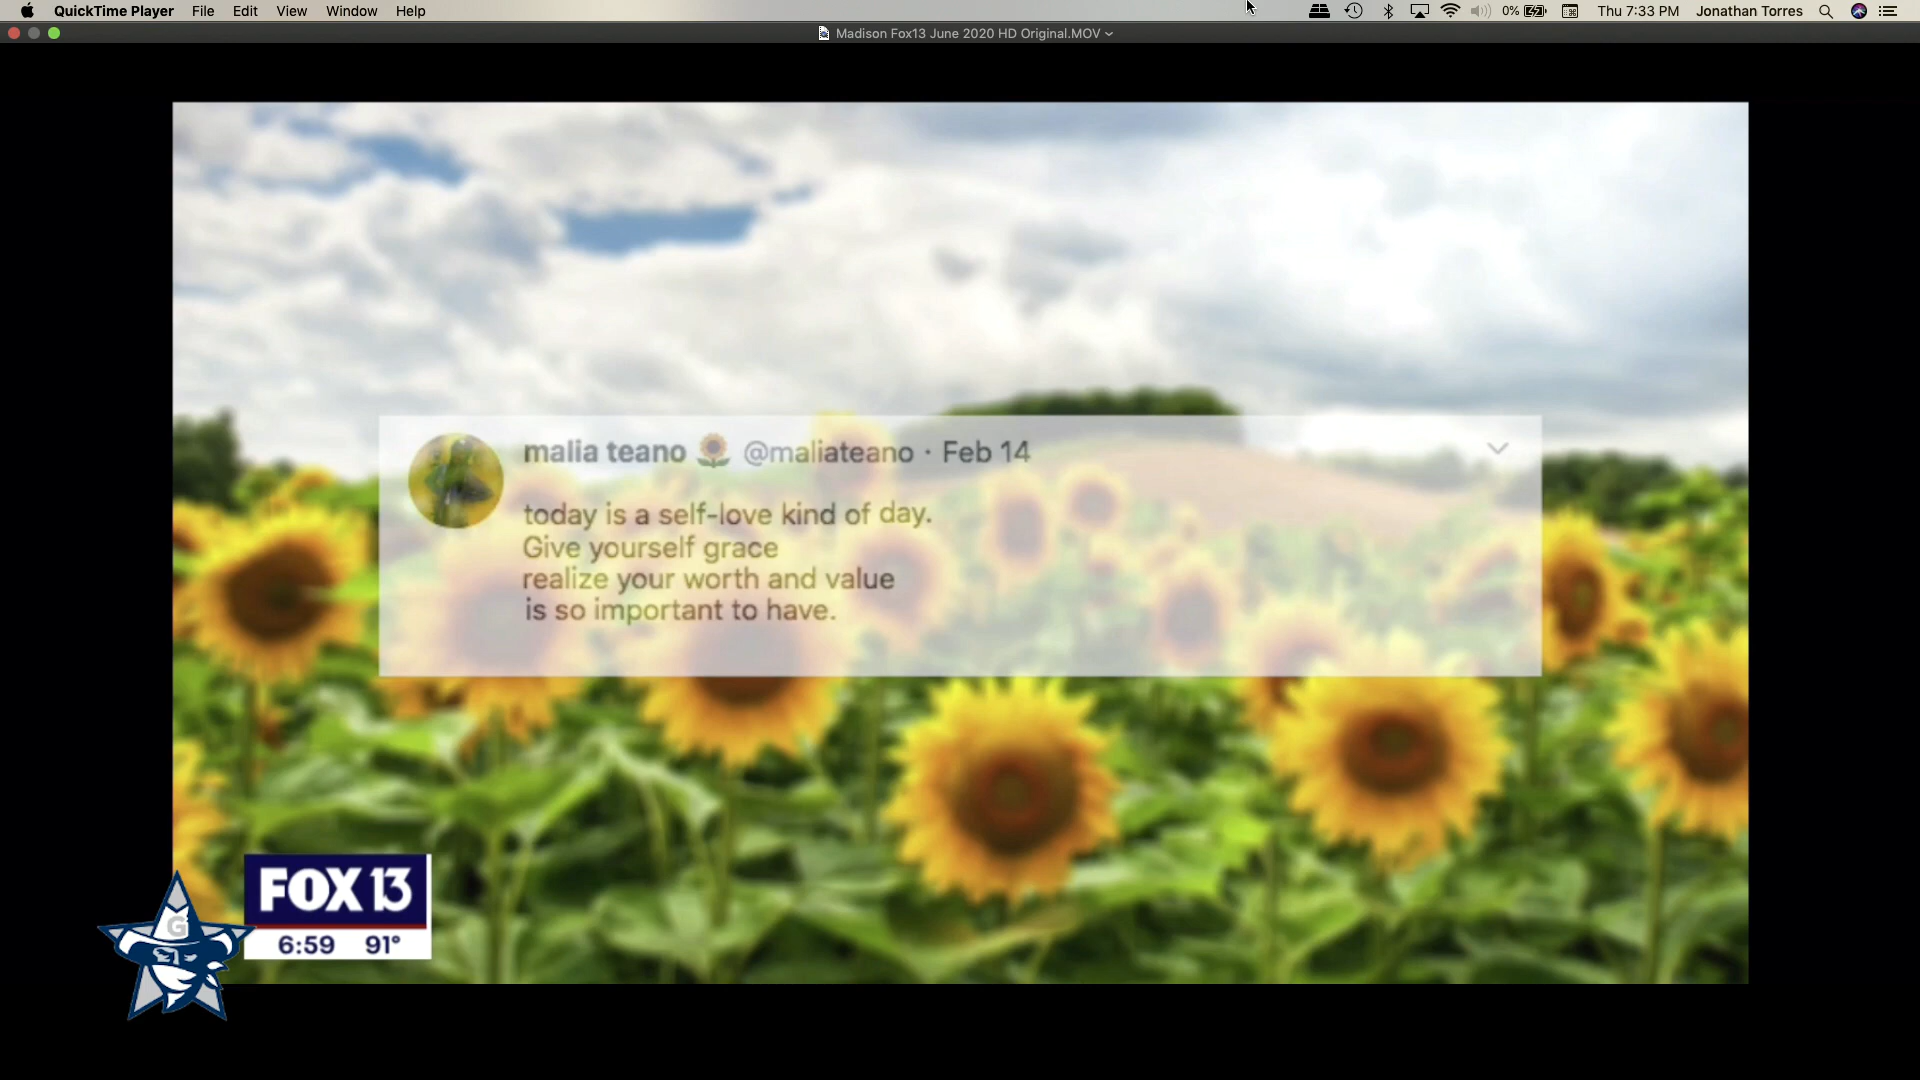 QuickTime Player File Edit View Window Help 0% Thu 7:33 PM Jonathan Torres
Madison Fox13 June 2020 HD Original.MOV
malia teano 🌻 @maliateano · Feb 14
today is a self-love kind of day.
Give yourself grace
realize your worth and value
is so important to have.
FOX 13
6:59 91°
G